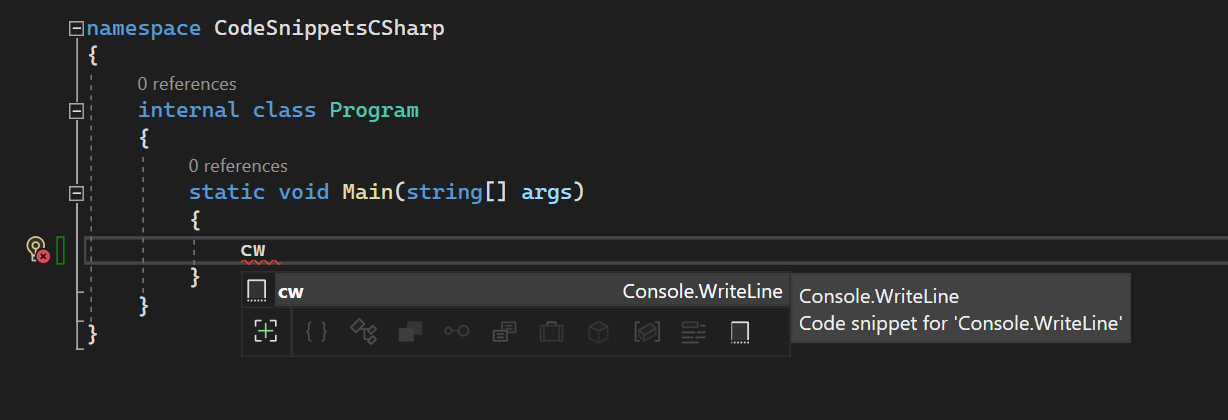 namespace CodeSnippetsCSharp
{
0 references
internal class Program
{
0 references
static void Main(string[] args)
{
cw
}
cw Console.WriteLine
Console.WriteLine
Code snippet for 'Console.WriteLine'
}
}